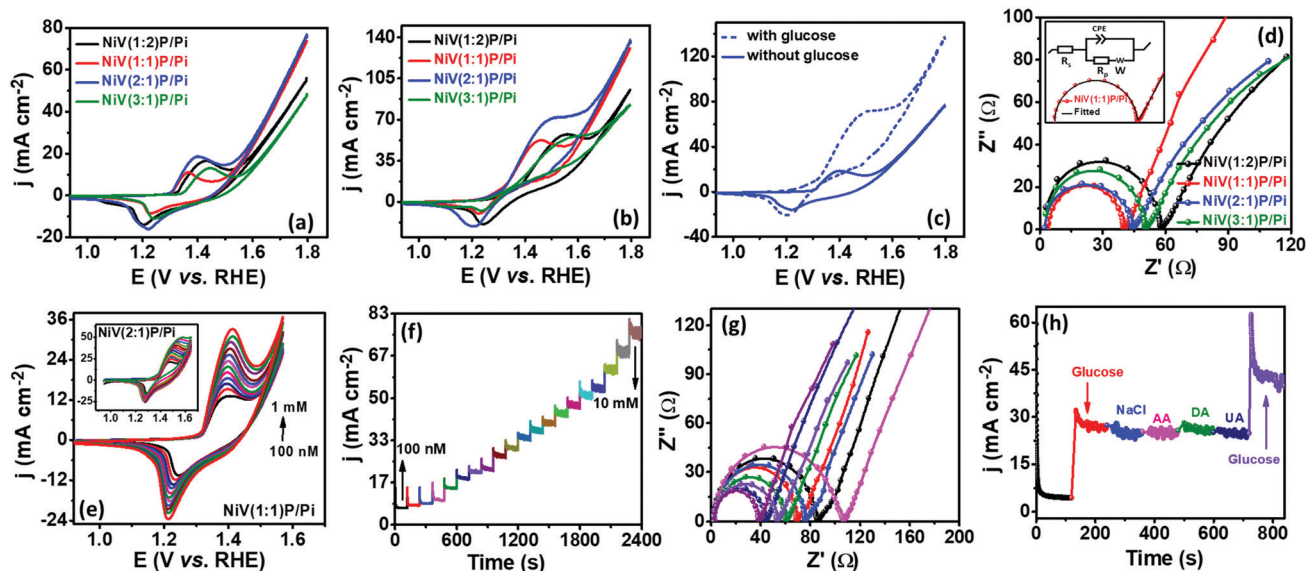 80
60
40
20
0
-20
1.0
1.2
1.4
1.6
1.8
j (mA cm-2)
E (V vs. RHE)
NiV(1:2)P/Pi
NiV(1:1)P/Pi
NiV(2:1)P/Pi
NiV(3:1)P/Pi
(a)
140
105
70
35
0
1.0
1.2
1.4
1.6
1.8
j (mA cm-2)
E (V vs. RHE)
NiV(1:2)P/Pi
NiV(1:1)P/Pi
NiV(2:1)P/Pi
NiV(3:1)P/Pi
(b)
140
105
70
35
0
-40
1.0
1.2
1.4
1.6
1.8
j (mA cm-2)
E (V vs. RHE)
with glucose
without glucose
(c)
100
80
60
40
20
0
0
30
60
90
120
Z'' (Ω)
Z' (Ω)
CPE
Rs
Rp
W
W
NiV(1:1)P/Pi
Fitted
(d)
NiV(1:2)P/Pi
NiV(1:1)P/Pi
NiV(2:1)P/Pi
NiV(3:1)P/Pi
36
24
12
0
-12
-24
1.0
1.2
1.4
1.6
j (mA cm-2)
E (V vs. RHE)
NiV(2:1)P/Pi
50
25
0
-25
1.0
1.2
1.4
1.6
1 mM
100 nM
(e)
NiV(1:1)P/Pi
83
67
50
33
17
0
0
600
1200
1800
2400
j (mA cm-2)
Time (s)
(f)
100 nM
10 mM
120
80
40
0
0
40
80
120
160
200
Z'' (Ω)
Z' (Ω)
(g)
60
45
30
15
0
0
200
400
600
800
j (mA cm-2)
Time (s)
(h)
Glucose
NaCl
AA
DA
UA
Glucose